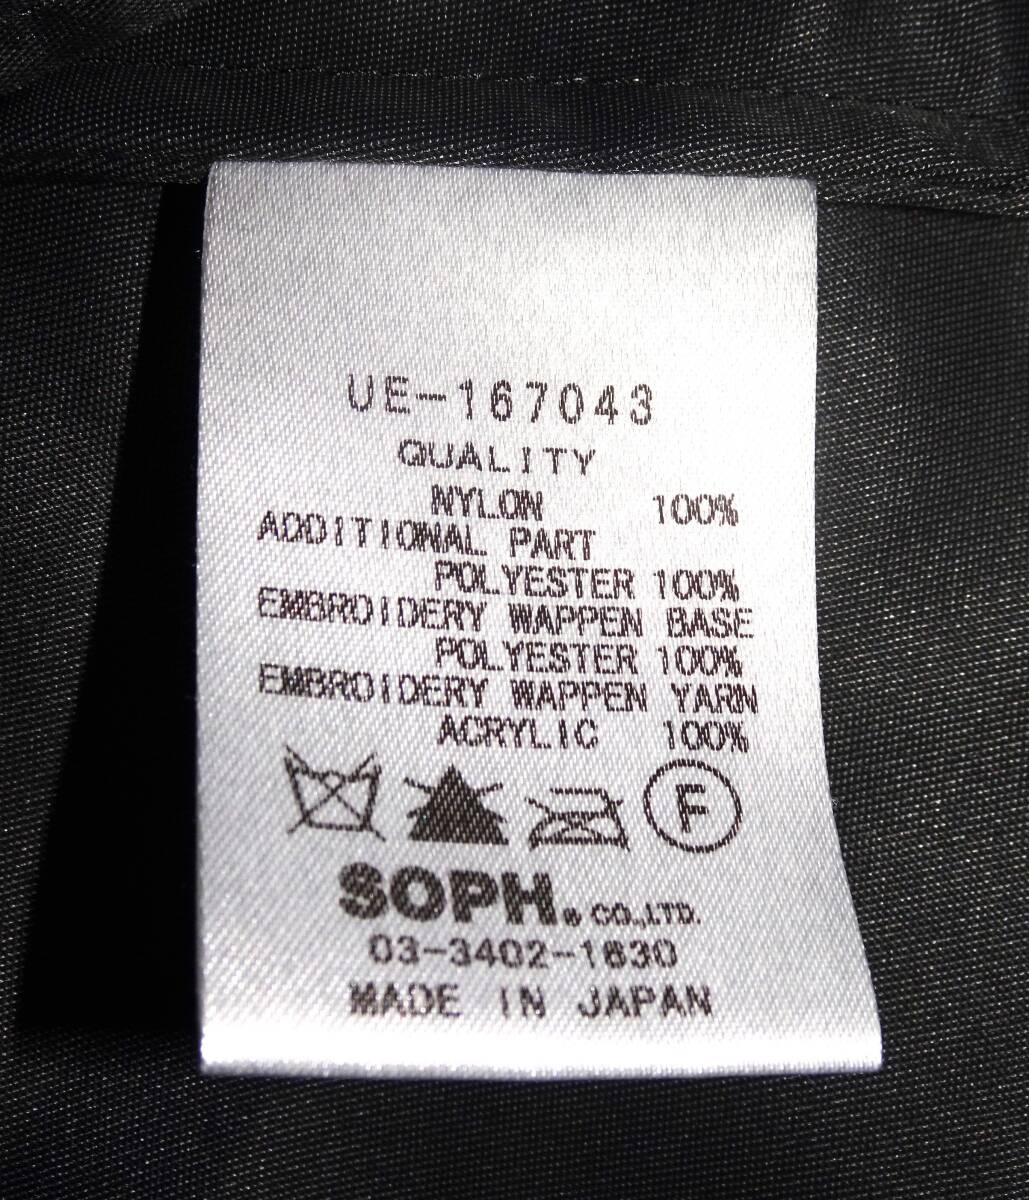 UE-167043
QUALITY
NYLON 100%
ADDITIONAL PART
POLYESTER 100%
EMBROIDERY WAPPEN BASE
POLYESTER 100%
EMBROIDERY WAPPEN YARN
ACRYLIC 100%
F
SOPH. CO.,LTD.
03-3402-1630
MADE IN JAPAN